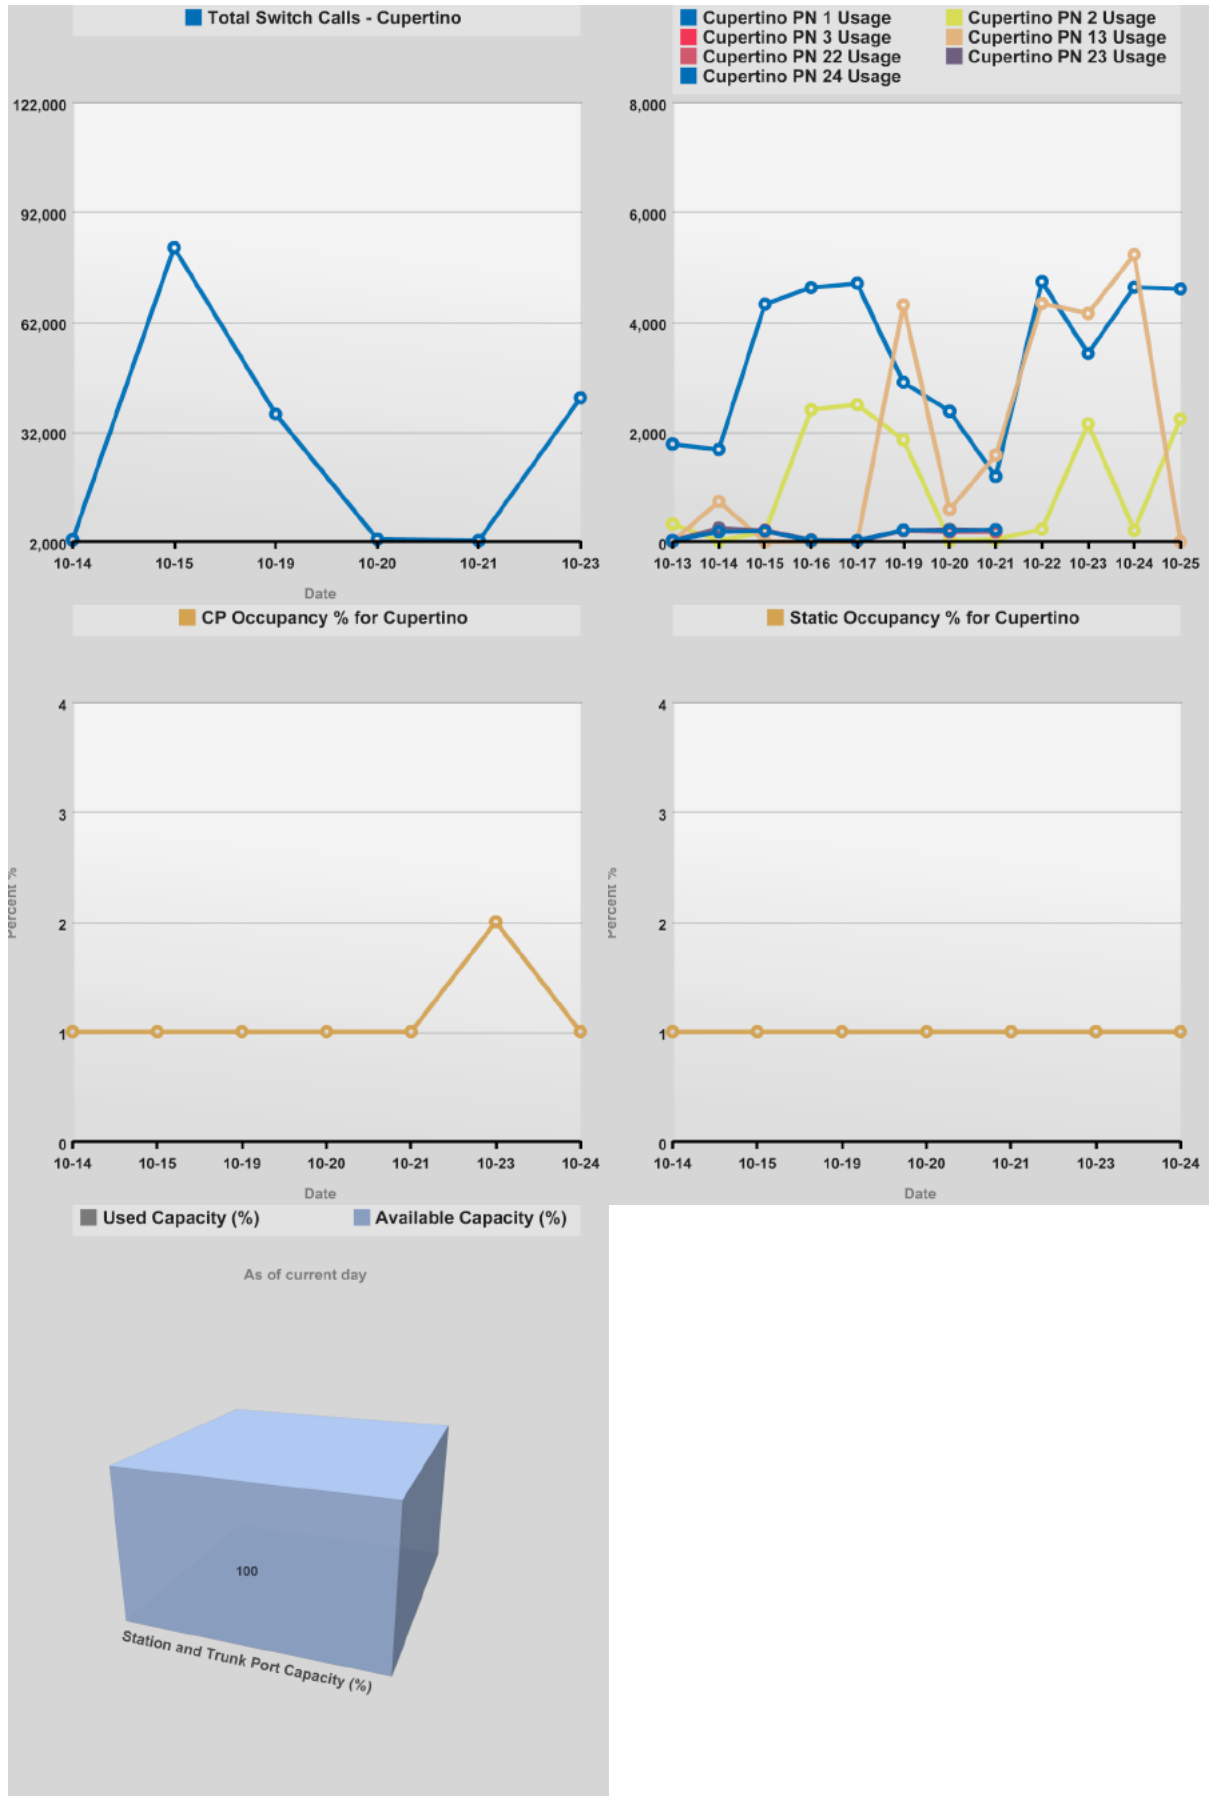 Total Switch Calls - Cupertino
122,000
92,000
62,000
32,000
2,000
10-14 10-15 10-19 10-20 10-21 10-23
Date
Cupertino PN 1 Usage Cupertino PN 2 Usage
Cupertino PN 3 Usage Cupertino PN 13 Usage
Cupertino PN 22 Usage Cupertino PN 23 Usage
Cupertino PN 24 Usage
8,000
6,000
4,000
2,000
0
10-13 10-14 10-15 10-16 10-17 10-19 10-20 10-21 10-22 10-23 10-24 10-25
CP Occupancy % for Cupertino
Percent %
4
3
2
1
0
10-14 10-15 10-19 10-20 10-21 10-23 10-24
Date
Static Occupancy % for Cupertino
Percent %
4
3
2
1
0
10-14 10-15 10-19 10-20 10-21 10-23 10-24
Date
Used Capacity (%) Available Capacity (%)
As of current day
100
Station and Trunk Port Capacity (%)